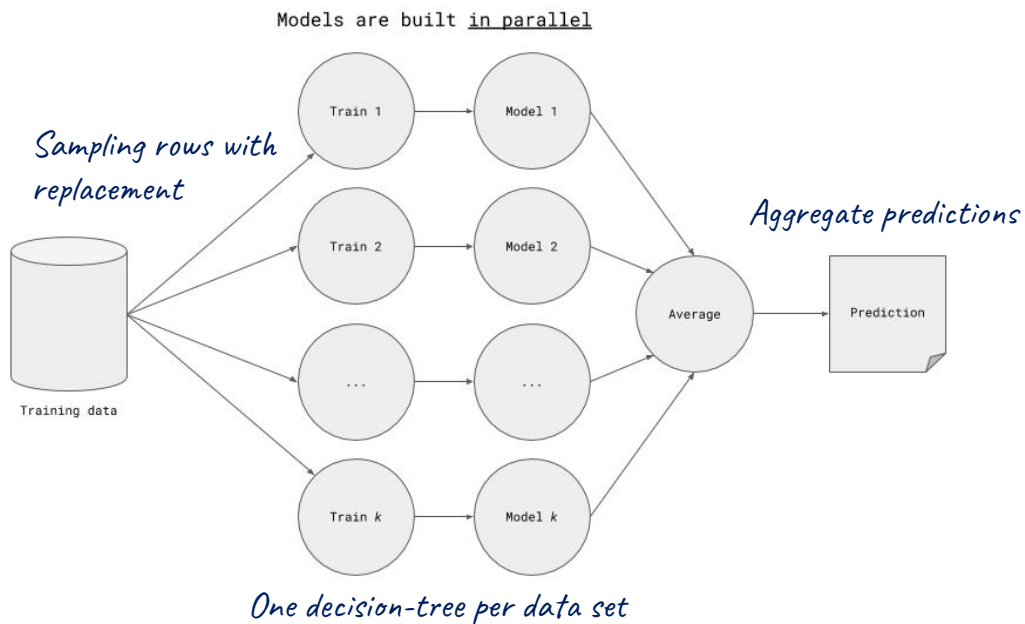 Models are built in parallel
Train 1
Model 1
Sampling rows with
replacement
Train 2
Model 2
Aggregate predictions
Average
Prediction
...
...
Training data
Train k
Model k
One decision-tree per data set